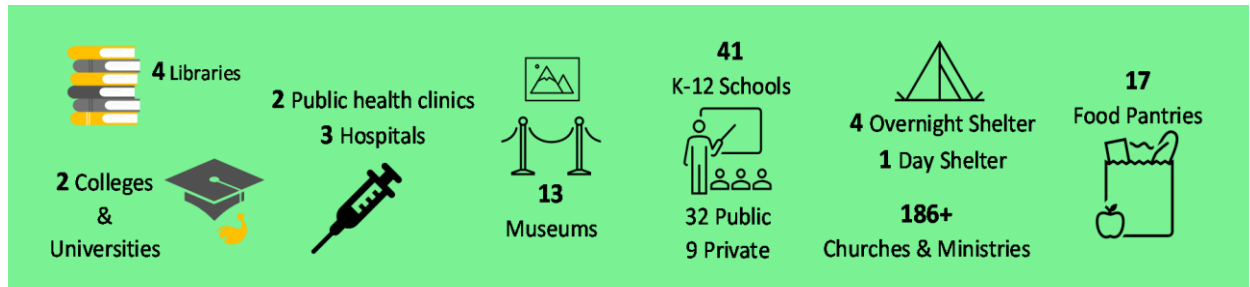 4 Libraries
2 Colleges
&
Universities
2 Public health clinics
3 Hospitals
13
Museums
41
K-12 Schools
32 Public
9 Private
4 Overnight Shelter
1 Day Shelter
186+
Churches & Ministries
17
Food Pantries